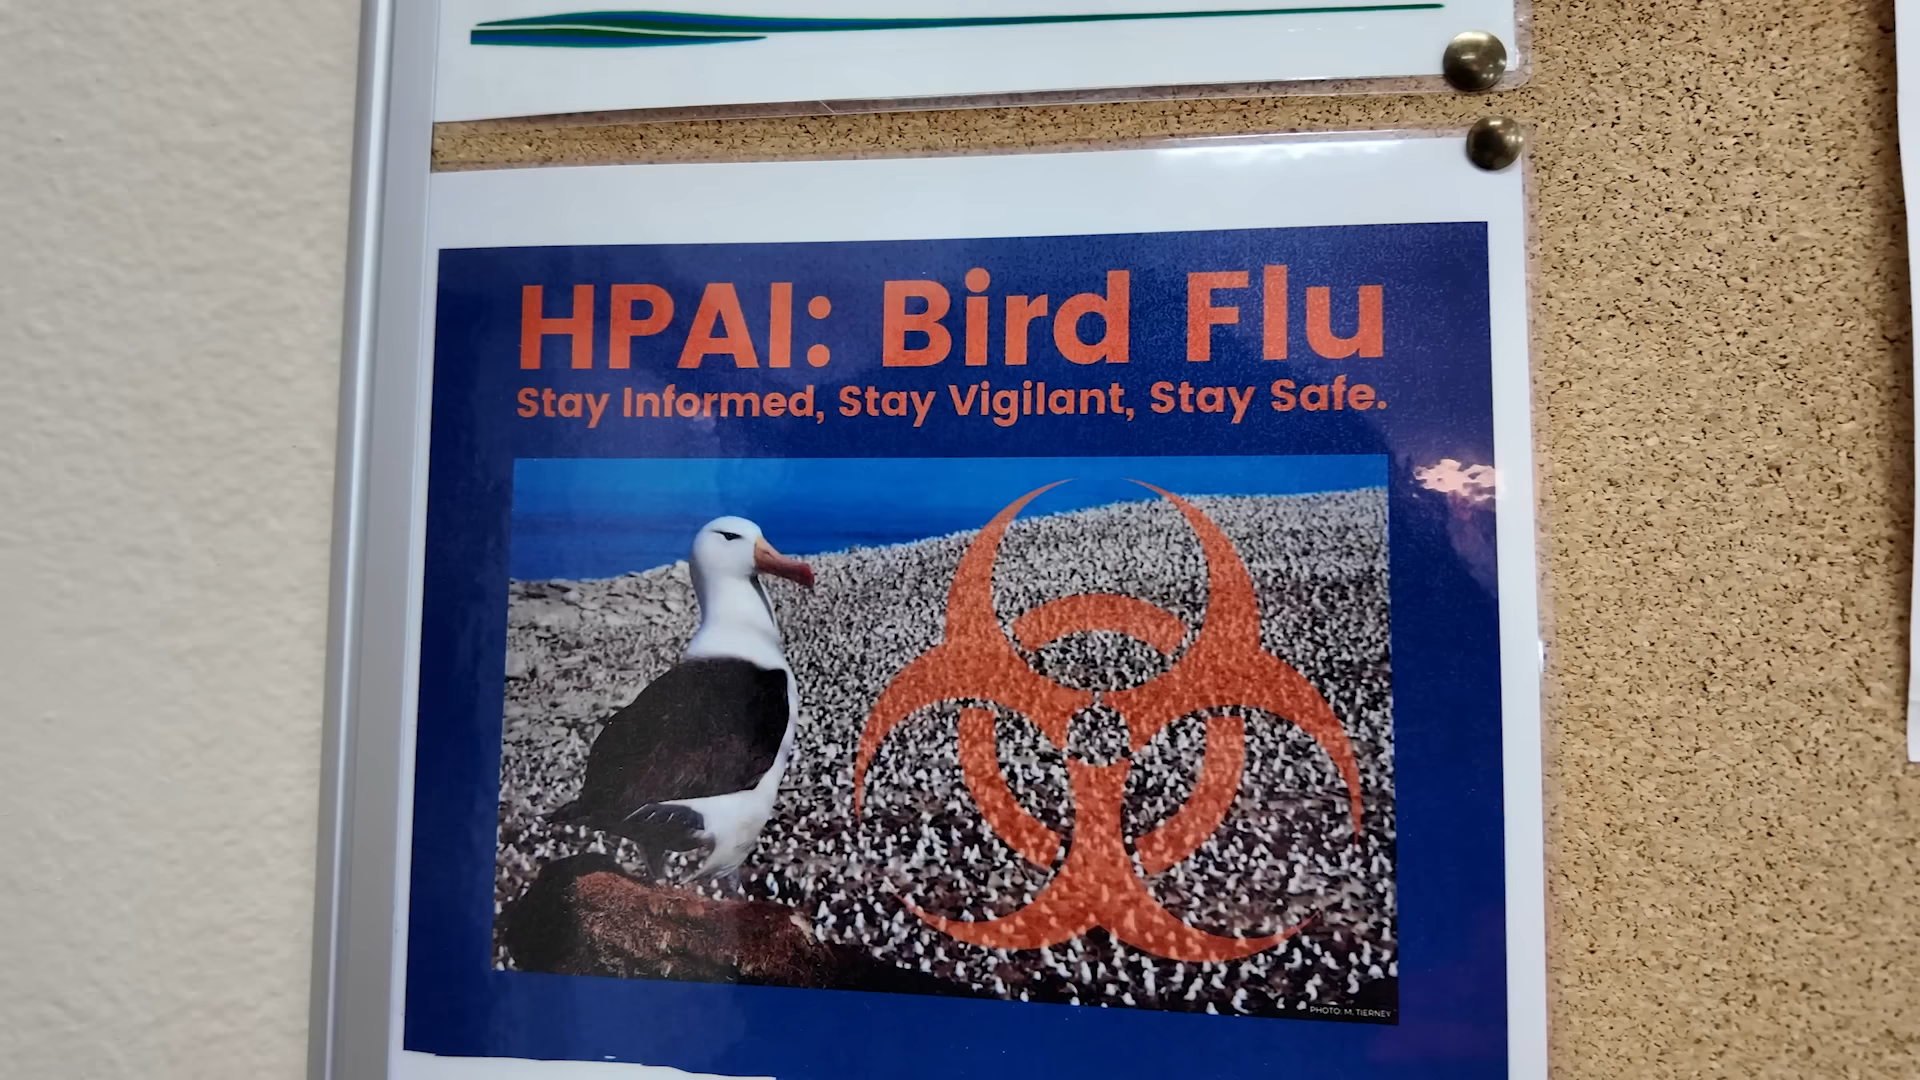 HPAI: Bird Flu
Stay Informed, Stay Vigilant, Stay Safe.
PHOTO: M. TIERNEY